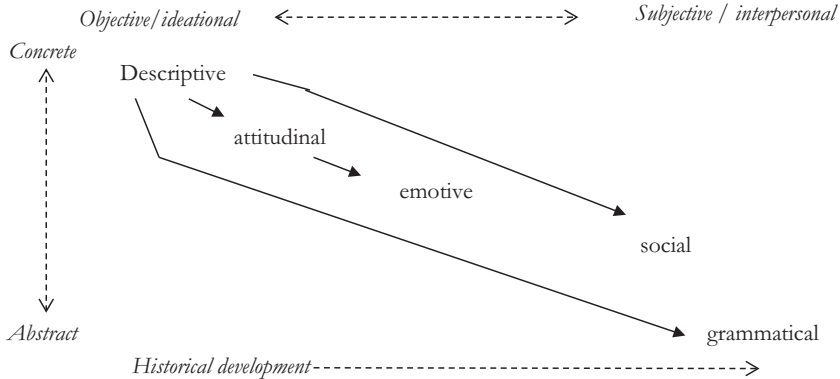 Objective/ideational
Subjective / interpersonal
Concrete
Descriptive
attitudinal
emotive
social
Abstract
grammatical
Historical development